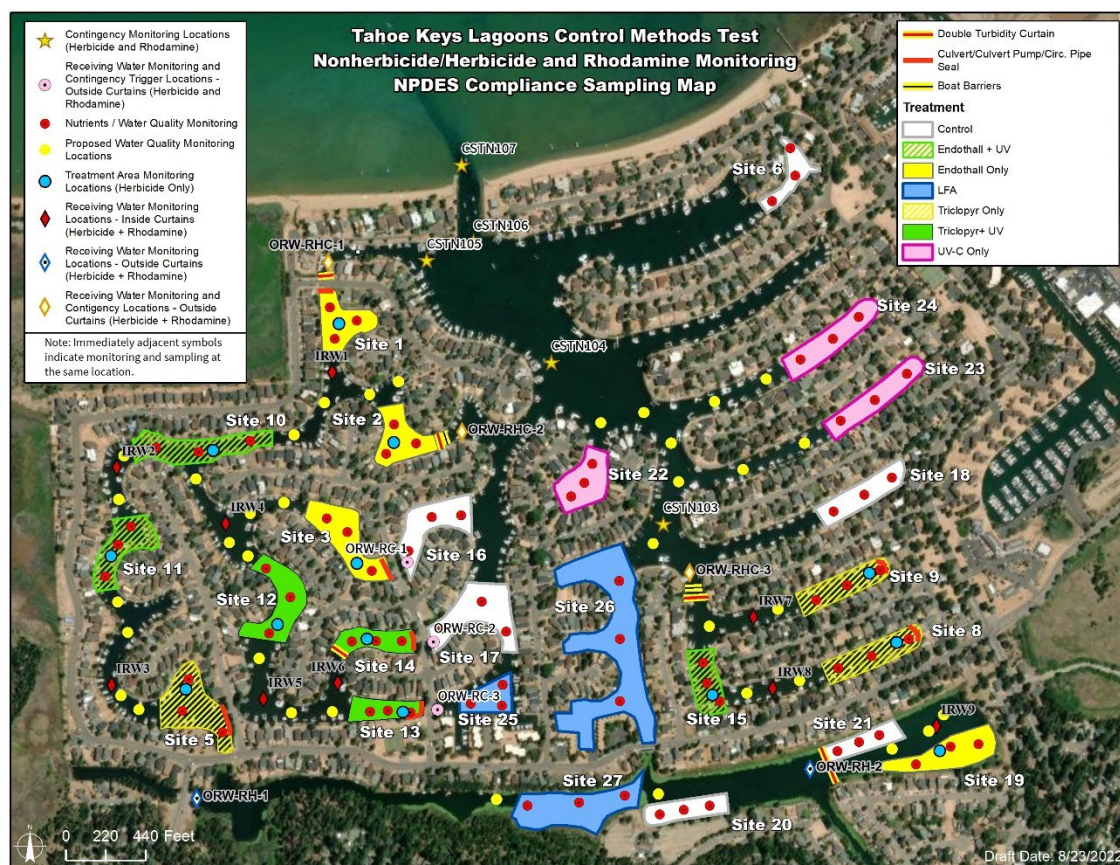 Tahoe Keys Lagoons Control Methods Test
Nonherbicide/Herbicide and Rhodamine Monitoring
NPDES Compliance Sampling Map
Contingency Monitoring Locations
(Herbicide and Rhodamine)
Receiving Water Monitoring and
Contingency Trigger Locations -
Outside Curtains (Herbicide and
Rhodamine)
Nutrients / Water Quality Monitoring
Proposed Water Quality Monitoring
Locations
Treatment Area Monitoring
Locations (Herbicide Only)
Receiving Water Monitoring
Locations - Inside Curtains
(Herbicide + Rhodamine)
Receiving Water Monitoring
Locations - Outside Curtains
(Herbicide + Rhodamine)
Receiving Water Monitoring and
Contigency Locations - Outside
Curtains (Herbicide + Rhodamine)
Note: Immediately adjacent symbols
indicate monitoring and sampling at
the same location.
Double Turbidity Curtain
Culvert/Culvert Pump/Circ. Pipe
Seal
Boat Barriers
Treatment
Control
Endothall + UV
Endothall Only
LFA
Triclopyr Only
Triclopyr+ UV
UV-C Only
CSTN107
Site 6
CSTN106
ORW-RHC-1
CSTN105
Site 24
Site 1
CSTN104
IRW1
Site 23
Site 2
Site 10
ORW-RHC-2
IRW2
Site 22
Site 18
IRW4
CSTN103
Site 3
ORW-RC-1
Site 16
Site 11
ORW-RHC-3
Site 9
Site 26
Site 12
IRW7
ORW-RC-2
Site 8
Site 14
Site 17
IRW3
IRW6
IRW8
IRW5
ORW-RC-3
Site 15
Site 25
Site 21
IRW9
Site 5
Site 13
ORW-RH-2
Site 19
Site 27
ORW-RH-1
Site 20
N
0 220 440 Feet